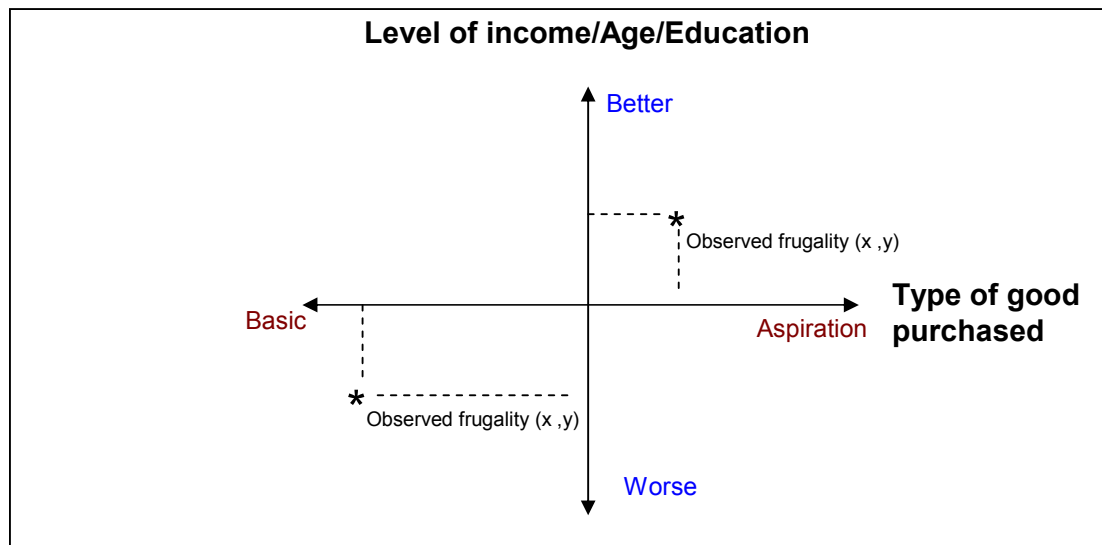 Level of income/Age/Education
Better
*
Observed frugality (x ,y)
Type of good
purchased
Basic
Aspiration
*
Observed frugality (x ,y)
Worse